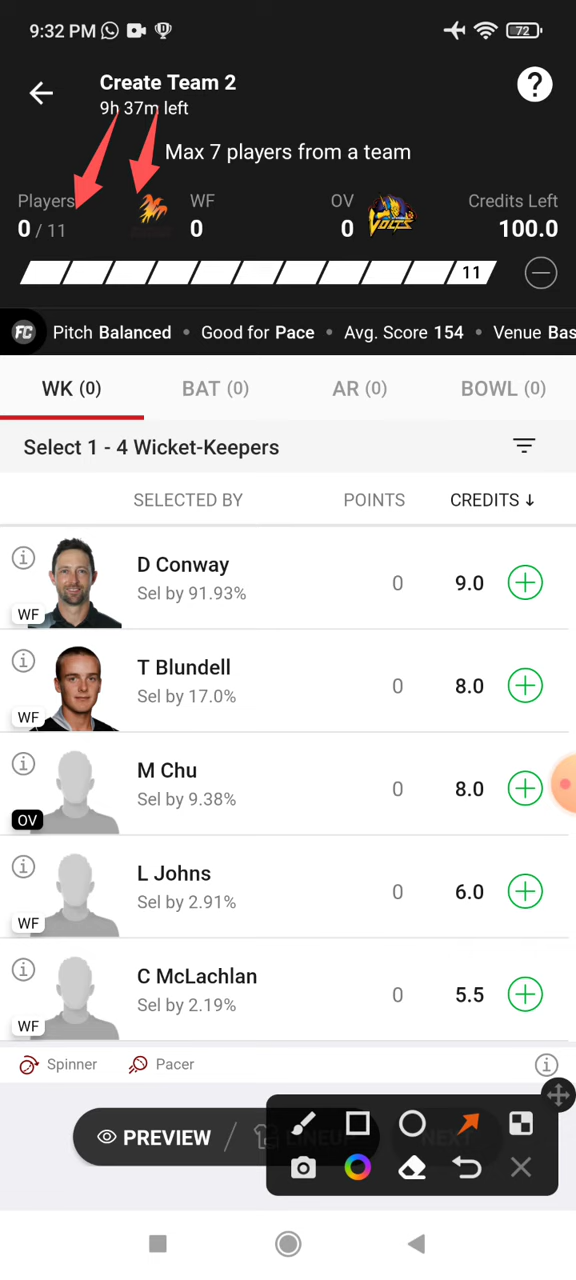 9:32 PM 72
Create Team 2
9h 37m left
?
Max 7 players from a team
Players WF OV Credits Left
0 / 11 0 0 VOLTS 100.0
11
FC Pitch Balanced • Good for Pace • Avg. Score 154 • Venue Bas
WK (0) BAT (0) AR (0) BOWL (0)
Select 1 - 4 Wicket-Keepers
SELECTED BY POINTS CREDITS ↓
D Conway
Sel by 91.93% 0 9.0
WF
T Blundell
Sel by 17.0% 0 8.0
WF
M Chu
Sel by 9.38% 0 8.0
OV
L Johns
Sel by 2.91% 0 6.0
WF
C McLachlan
Sel by 2.19% 0 5.5
WF
Spinner Pacer
PREVIEW / LINEUP NEXT